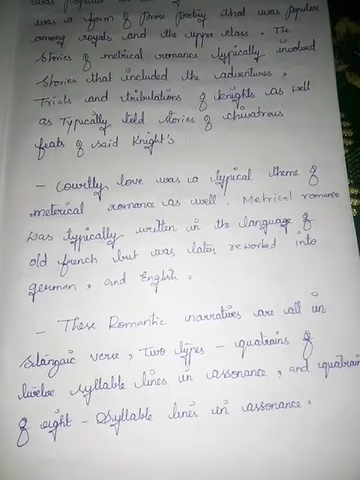 was a form of Prose Poetry that was popular
among royals and the upper class. The
stories of metrical romance typically involved
stories that included the adventures,
Trials and tribulations of knights as well
as Typically told stories of chivatrous
feats of said Knight's.
- Courtly love was a typical theme of
meterical romance as well. Metrical romance
was typically written in the language of
old french but was later reworked into
german, and English.
- These Romantic narratives are all in
Stangaic verse, Two types - quatrains of
twelve syllable lines in assonance, and quatrain
of eight - Syllable lines in assonance.